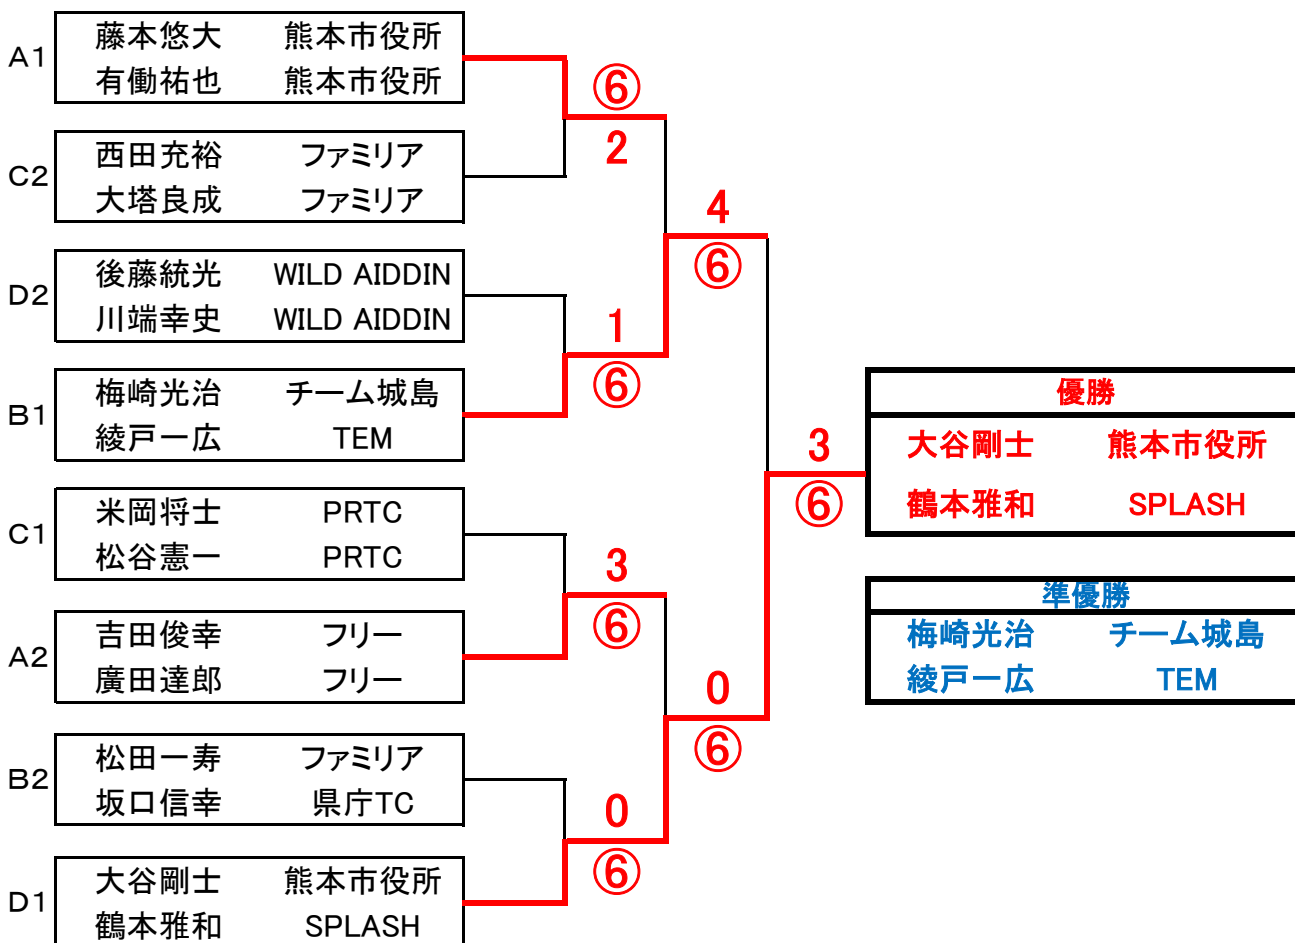 A1
藤本悠大 熊本市役所
有働祐也 熊本市役所
⑥
2
C2
西田充裕 ファミリア
大塔良成 ファミリア
4
⑥
D2
後藤統光 WILD AIDDIN
川端幸史 WILD AIDDIN
1
⑥
B1
梅崎光治 チーム城島
綾戸一広 TEM
3
⑥
優勝
大谷剛士 熊本市役所
鶴本雅和 SPLASH
C1
米岡将士 PRTC
松谷憲一 PRTC
3
⑥
準優勝
梅崎光治 チーム城島
綾戸一広 TEM
A2
吉田俊幸 フリー
廣田達郎 フリー
0
⑥
B2
松田一寿 ファミリア
坂口信幸 県庁TC
0
⑥
D1
大谷剛士 熊本市役所
鶴本雅和 SPLASH